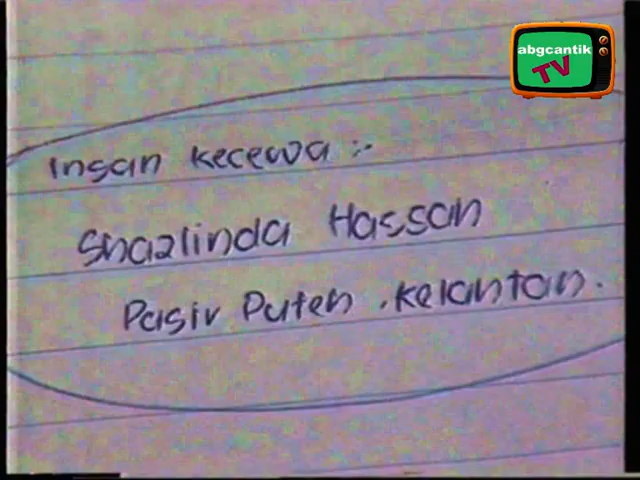 abgcantik
TV
Insan kecewa :-
Shazlinda Hassan
Pasir Puteh, Kelantan.